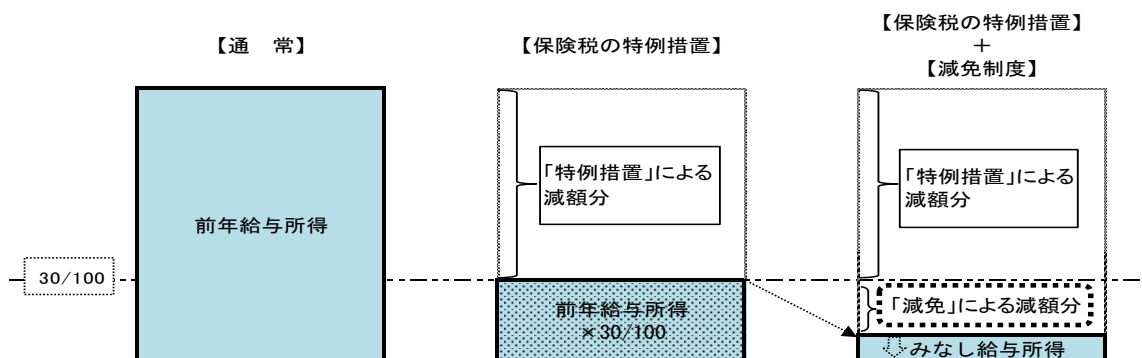 【通　常】
前年給与所得
30/100
【保険税の特例措置】
「特例措置」による
減額分
前年給与所得
×30/100
【保険税の特例措置】
+
【減免制度】
「特例措置」による
減額分
「減免」による減額分
みなし給与所得